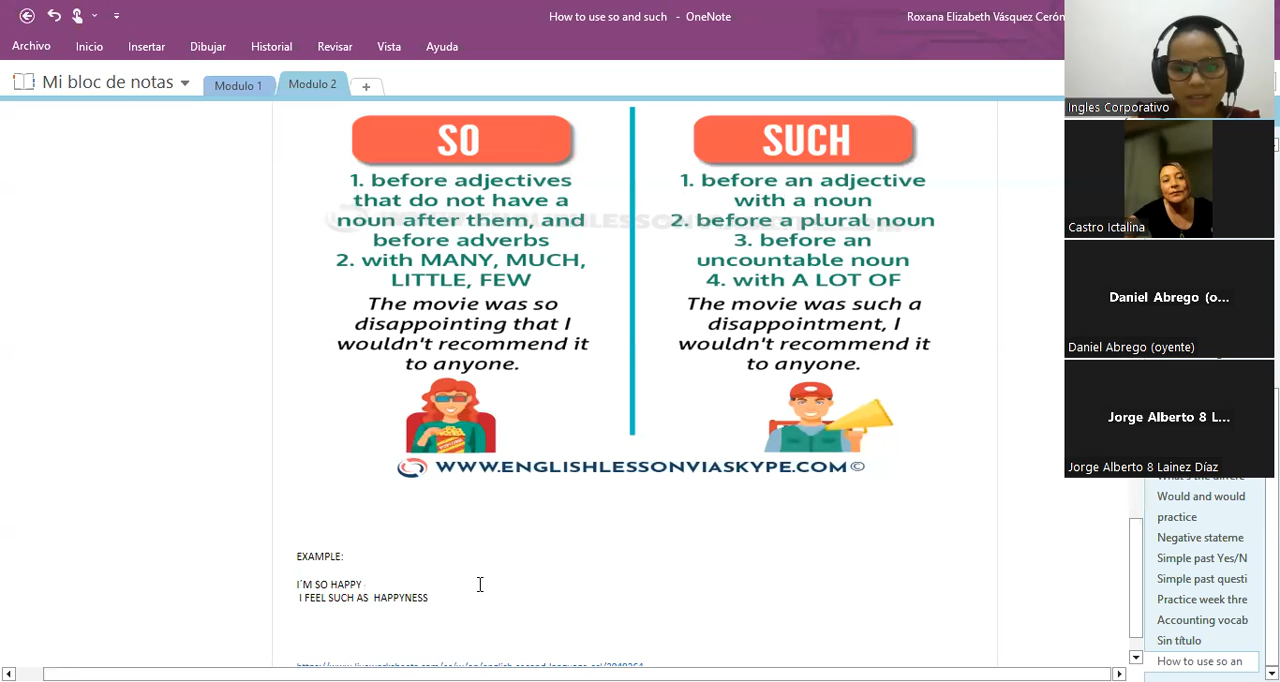 How to use so and such - OneNote
Roxana Elizabeth Vásquez Cerón
Archivo Inicio Insertar Dibujar Historial Revisar Vista Ayuda
Mi bloc de notas Modulo 1 Modulo 2 +
SO
1. before adjectives
that do not have a
noun after them, and
before adverbs
2. with MANY, MUCH,
LITTLE, FEW
The movie was so
disappointing that I
wouldn't recommend it
to anyone.
SUCH
1. before an adjective
with a noun
2. before a plural noun
3. before an
uncountable noun
4. with A LOT OF
The movie was such a
disappointment, I
wouldn't recommend it
to anyone.
WWW.ENGLISHLESSONVIASKYPE.COM©
EXAMPLE:
I´M SO HAPPY
I FEEL SUCH AS HAPPYNESS
Ingles Corporativo
Castro Ictalina
Daniel Abrego (o...
Daniel Abrego (oyente)
Jorge Alberto 8 L...
Jorge Alberto 8 Lainez Díaz
Would and would
practice
Negative stateme
Simple past Yes/N
Simple past questi
Practice week thre
Accounting vocab
Sin título
How to use so an